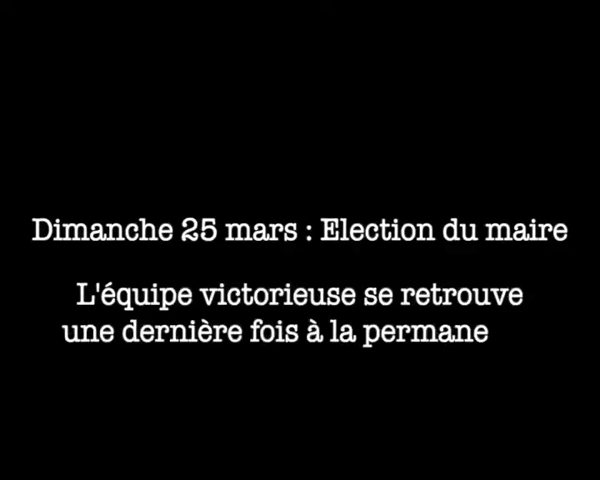 Dimanche 25 mars : Election du maire
L'équipe victorieuse se retrouve
une dernière fois à la permane